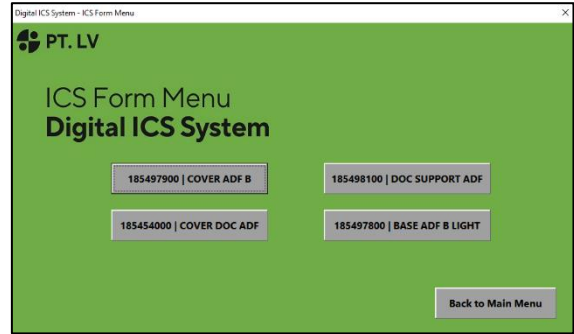 Digital ICS System - ICS Form Menu
PT. LV
ICS Form Menu
Digital ICS System
185497900 | COVER ADF B
185498100 | DOC SUPPORT ADF
185454000 | COVER DOC ADF
185497800 | BASE ADF B LIGHT
Back to Main Menu